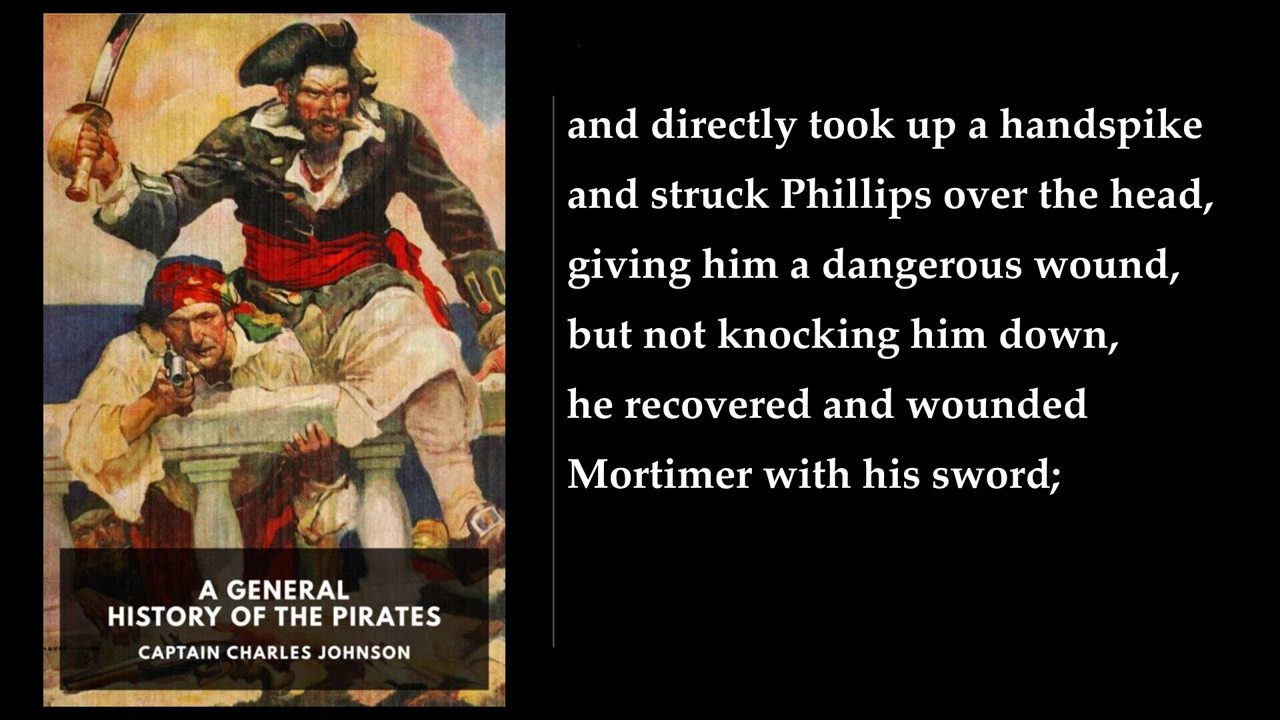 and directly took up a handspike
and struck Phillips over the head,
giving him a dangerous wound,
but not knocking him down,
he recovered and wounded
Mortimer with his sword;
A GENERAL
HISTORY OF THE PIRATES
CAPTAIN CHARLES JOHNSON